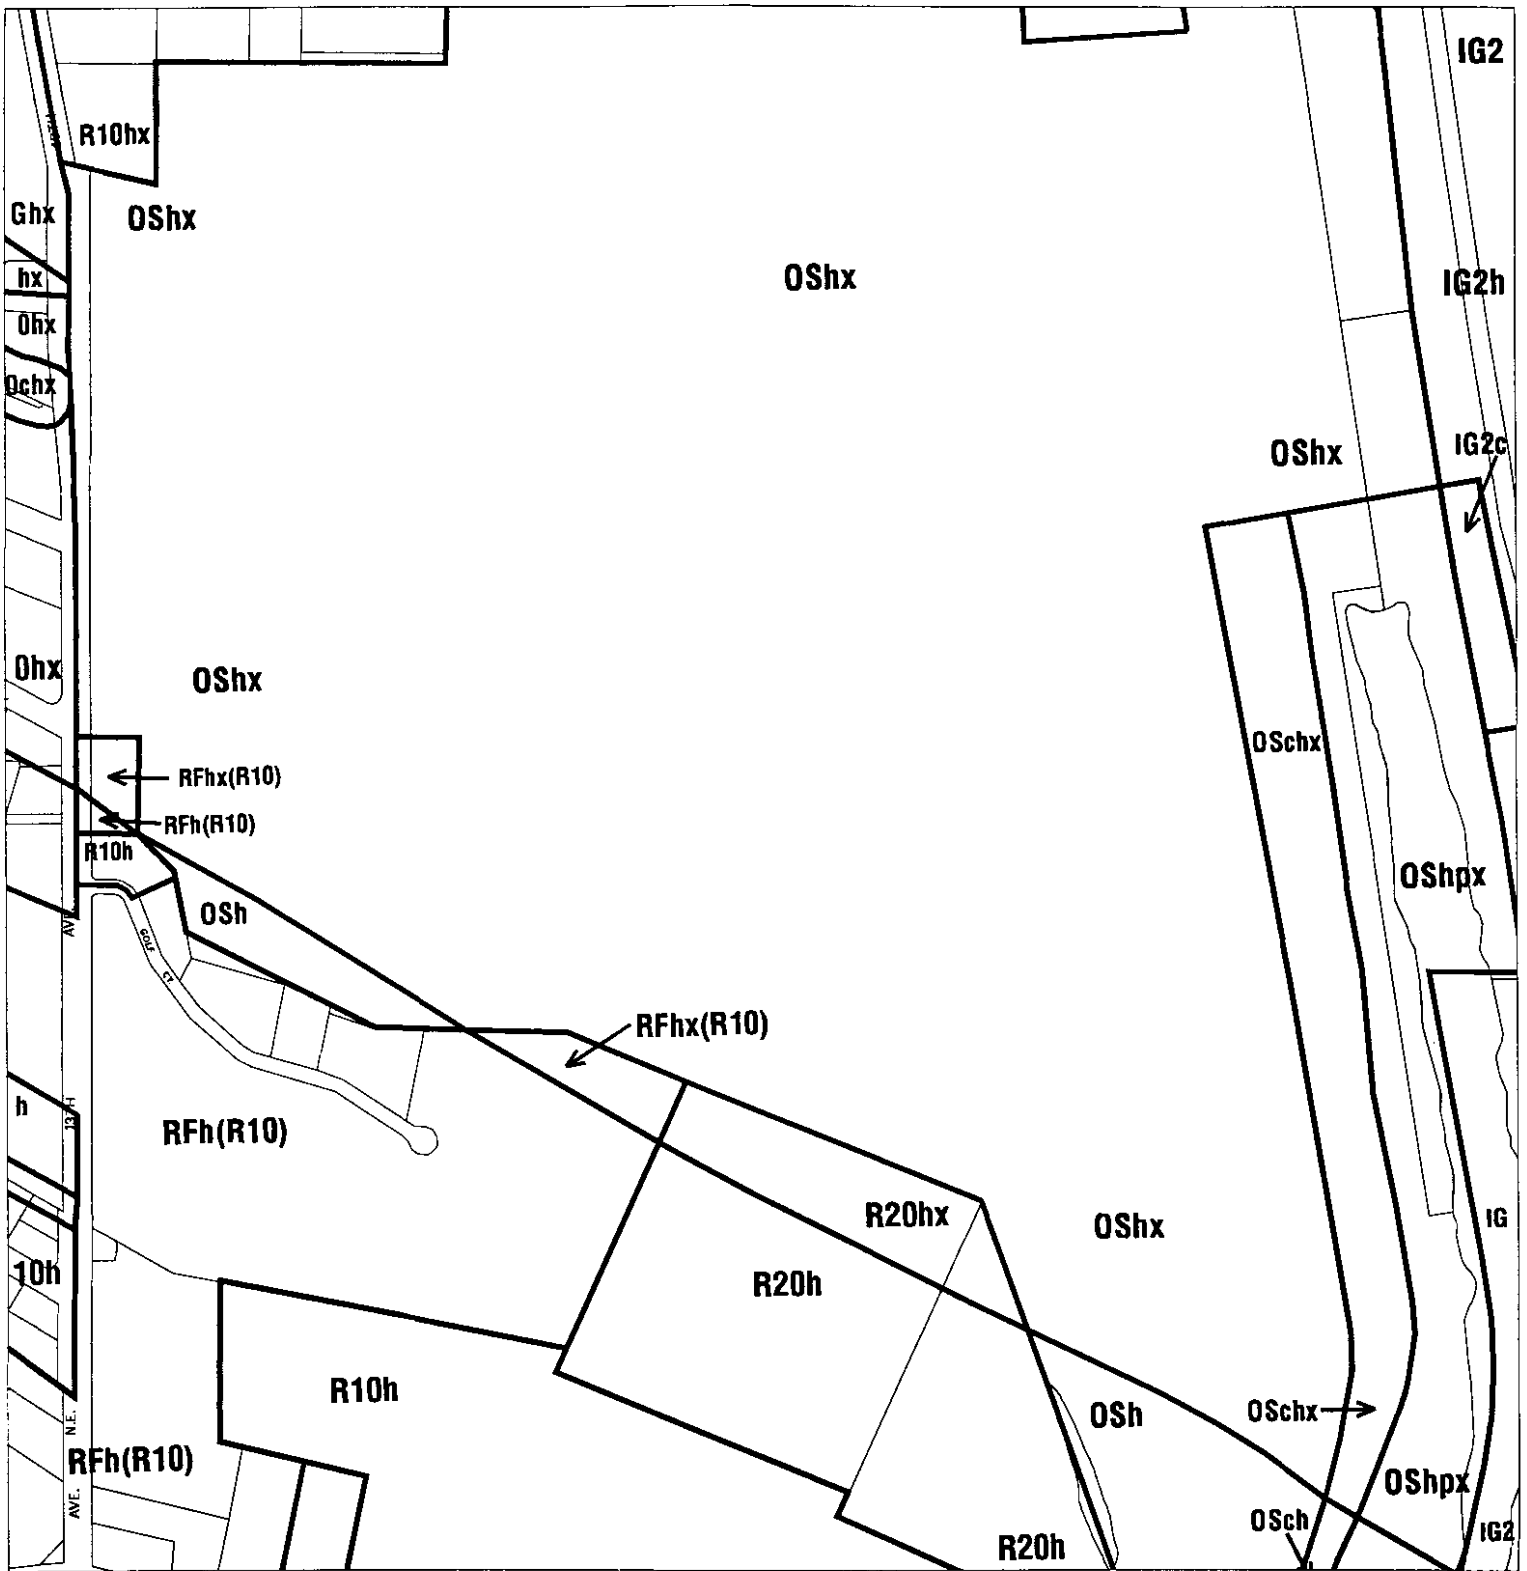 IG2
R10hx
Ghx
OShx
hx
OShx
IG2h
Ohx
Ochx
OShx
IG2c
Ohx
OShx
OSchx
RFhx(R10)
RFh(R10)
R10h
OShpx
OSh
AVE
GOLF CT.
RFhx(R10)
h
13TH
RFh(R10)
R20hx
OShx
IG
10h
R20h
R10h
OSchx
OSh
N.E.
RFh(R10)
OShpx
AVE.
OSch
IG2
R20h